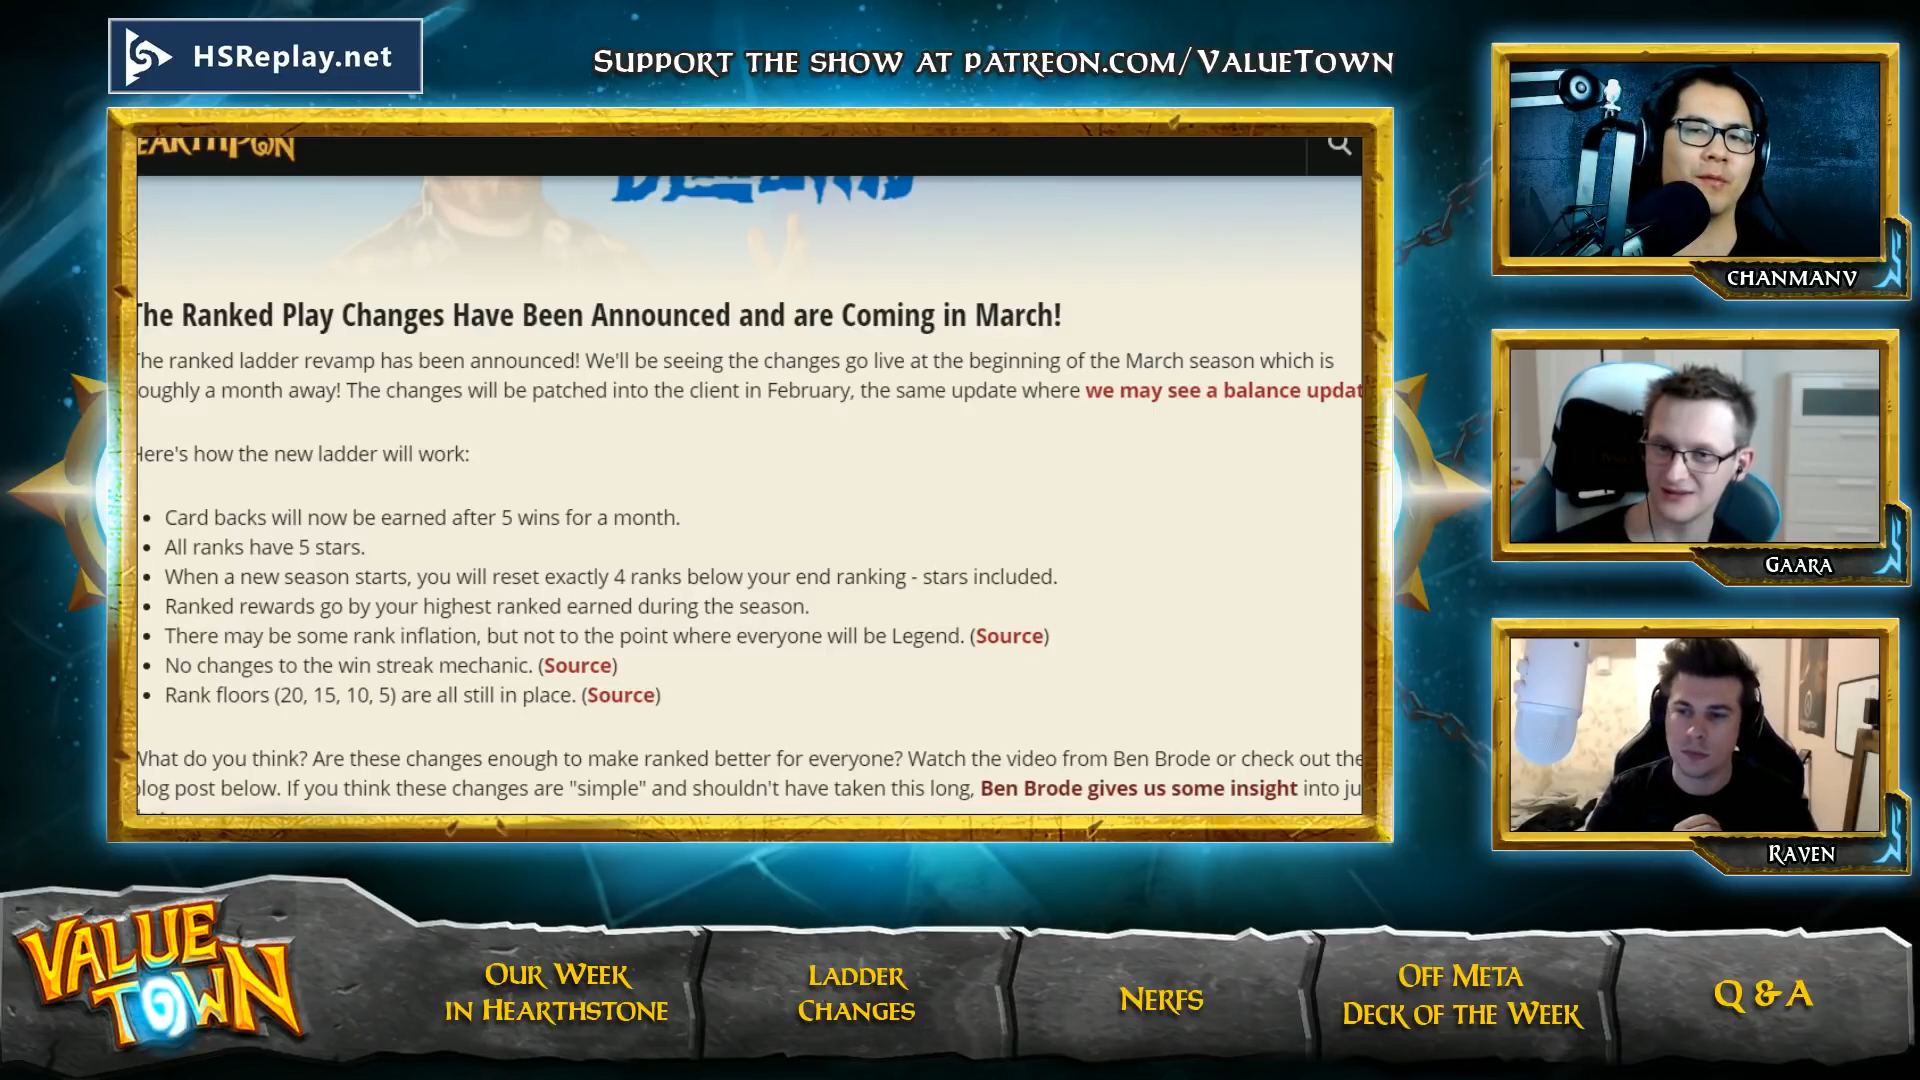 HSReplay.net
Support the show at patreon.com/ValueTown
EARTHPWN
The Ranked Play Changes Have Been Announced and are Coming in March!
The ranked ladder revamp has been announced! We'll be seeing the changes go live at the beginning of the March season which is
oughly a month away! The changes will be patched into the client in February, the same update where we may see a balance updat
Here's how the new ladder will work:
• Card backs will now be earned after 5 wins for a month.
• All ranks have 5 stars.
• When a new season starts, you will reset exactly 4 ranks below your end ranking - stars included.
• Ranked rewards go by your highest ranked earned during the season.
• There may be some rank inflation, but not to the point where everyone will be Legend. (Source)
• No changes to the win streak mechanic. (Source)
• Rank floors (20, 15, 10, 5) are all still in place. (Source)
What do you think? Are these changes enough to make ranked better for everyone? Watch the video from Ben Brode or check out the
log post below. If you think these changes are "simple" and shouldn't have taken this long, Ben Brode gives us some insight into ju
chanmanv
Gaara
Raven
Value
Town
Our Week
in Hearthstone
Ladder
Changes
Nerfs
Off Meta
Deck of the Week
Q & A